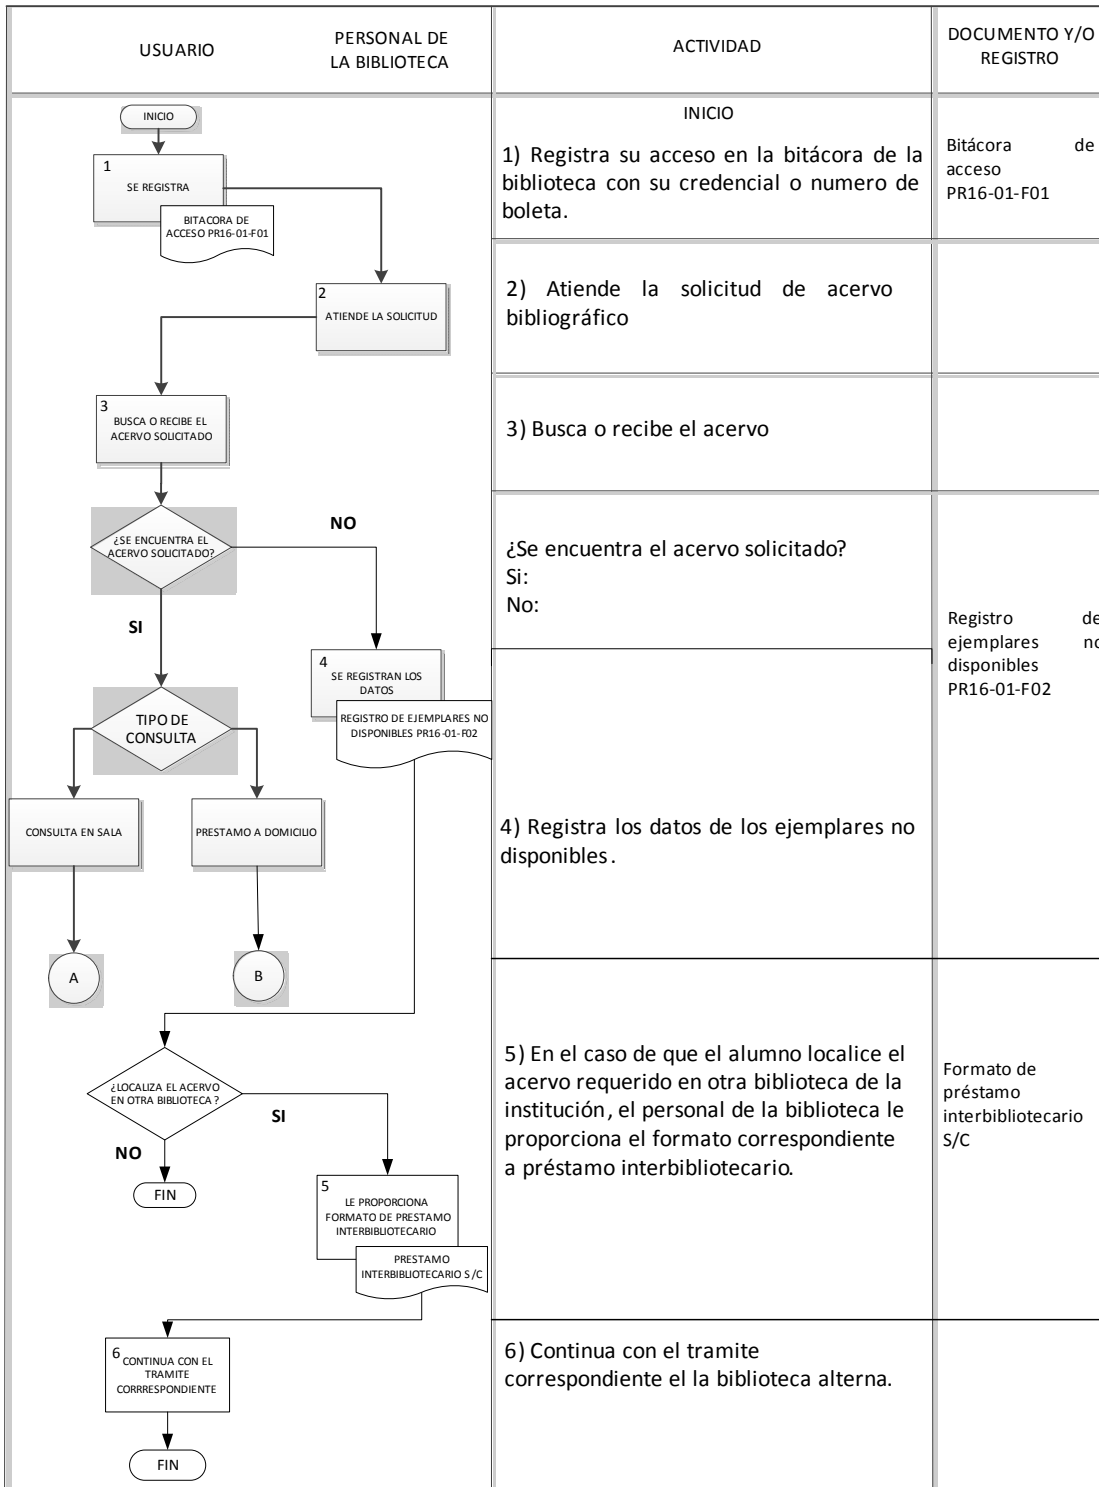 USUARIO
PERSONAL DE
LA BIBLIOTECA
ACTIVIDAD
DOCUMENTO Y/O
REGISTRO
INICIO
1
SE REGISTRA
BITACORA DE
ACCESO PR16-01-F01
2
ATIENDE LA SOLICITUD
3
BUSCA O RECIBE EL
ACERVO SOLICITADO
¿SE ENCUENTRA EL
ACERVO SOLICITADO?
NO
SI
4
SE REGISTRAN LOS
DATOS
REGISTRO DE EJEMPLARES NO
DISPONIBLES PR16-01-F02
TIPO DE
CONSULTA
CONSULTA EN SALA
PRESTAMO A DOMICILIO
A
B
¿LOCALIZA EL ACERVO
EN OTRA BIBLIOTECA?
SI
NO
FIN
5
LE PROPORCIONA
FORMATO DE PRESTAMO
INTERBIBLIOTECARIO
PRESTAMO
INTERBIBLIOTECARIO S/C
6
CONTINUA CON EL
TRAMITE
CORRRESPONDIENTE
FIN
INICIO
1) Registra su acceso en la bitácora de la
biblioteca con su credencial o numero de
boleta.
Bitácora de
acceso
PR16-01-F01
2) Atiende la solicitud de acervo
bibliográfico
3) Busca o recibe el acervo
¿Se encuentra el acervo solicitado?
Si:
No:
Registro de
ejemplares no
disponibles
PR16-01-F02
4) Registra los datos de los ejemplares no
disponibles.
5) En el caso de que el alumno localice el
acervo requerido en otra biblioteca de la
institución, el personal de la biblioteca le
proporciona el formato correspondiente
a préstamo interbibliotecario.
Formato de
préstamo
interbibliotecario
S/C
6) Continua con el tramite
correspondiente el la biblioteca alterna.